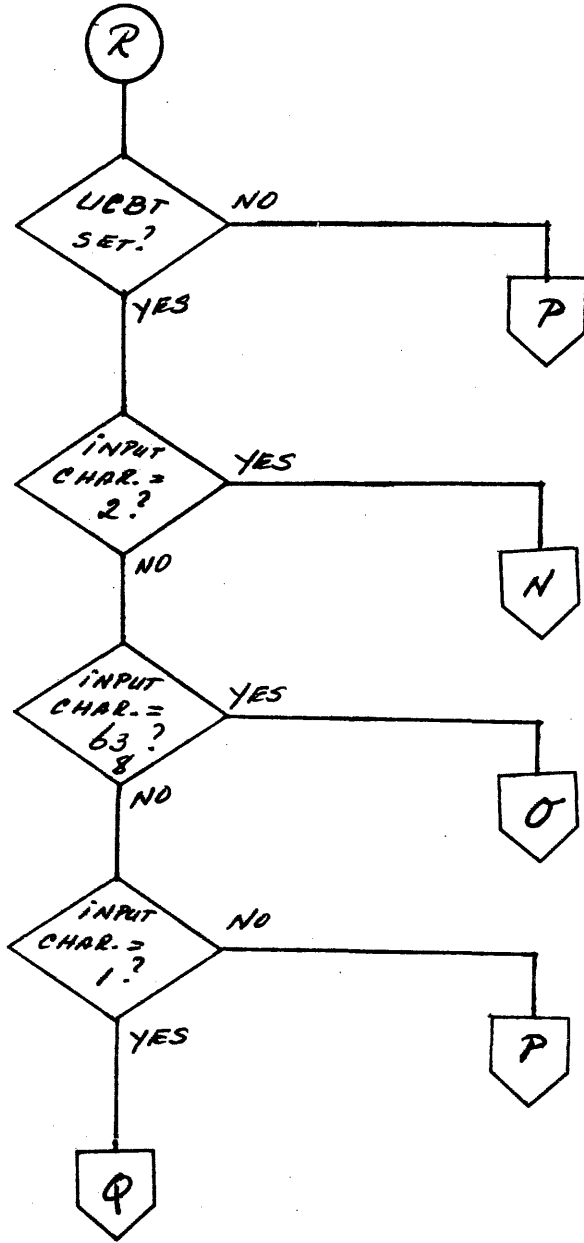 R
UCBT
SET?
NO
YES
P
INPUT
CHAR. =
2?
YES
NO
N
INPUT
CHAR. =
63 ?
8
YES
NO
O
INPUT
CHAR. =
1?
NO
YES
P
Q